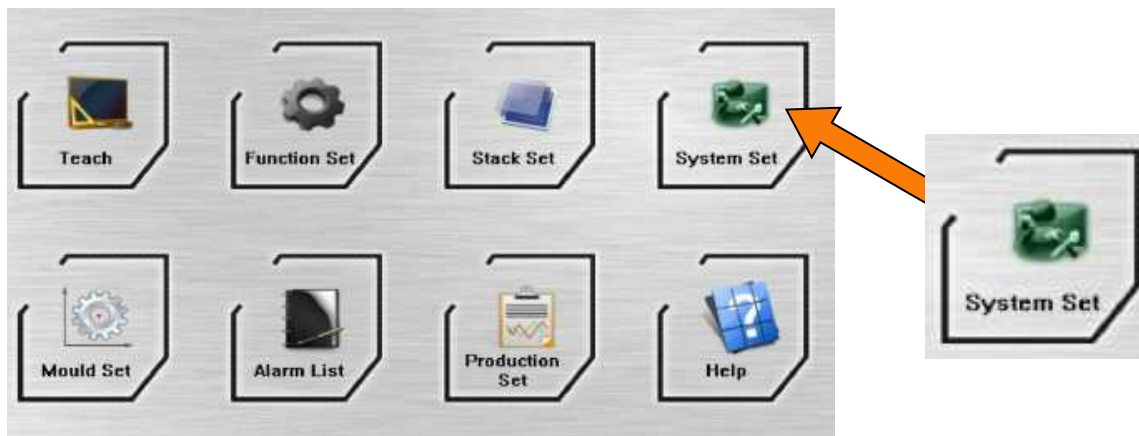 Teach
Function Set
Stack Set
System Set
Mould Set
Alarm List
Production
Set
Help
System Set